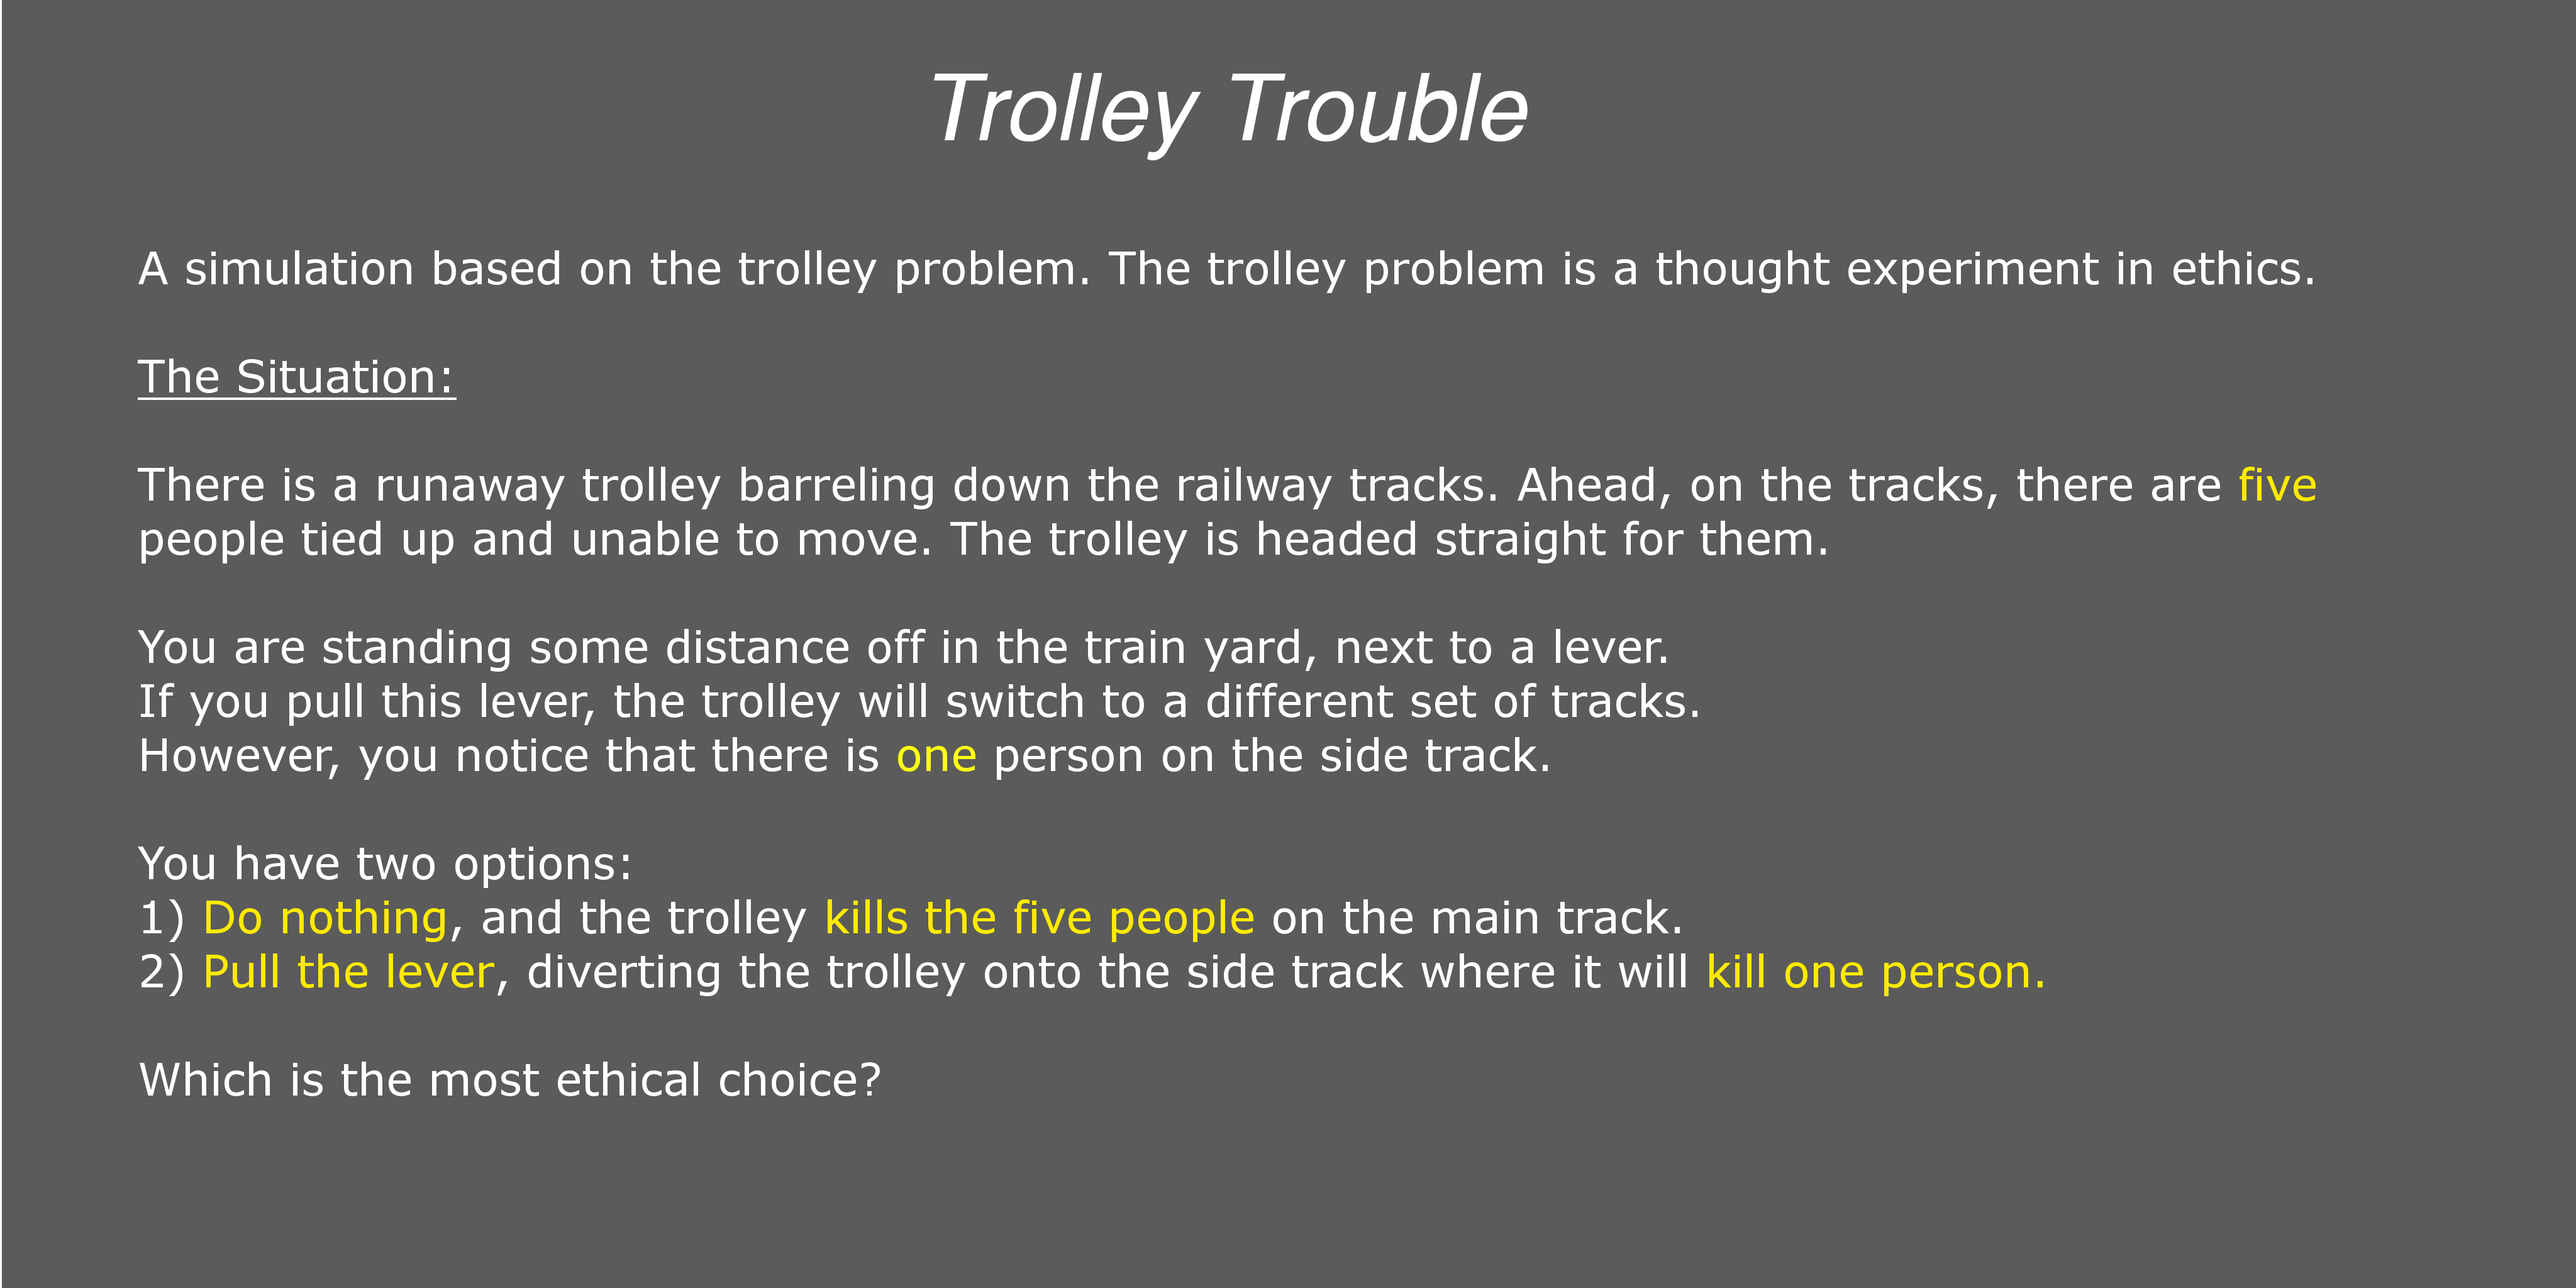 Trolley Trouble
A simulation based on the trolley problem. The trolley problem is a thought experiment in ethics.
The Situation:
There is a runaway trolley barreling down the railway tracks. Ahead, on the tracks, there are five
people tied up and unable to move. The trolley is headed straight for them.
You are standing some distance off in the train yard, next to a lever.
If you pull this lever, the trolley will switch to a different set of tracks.
However, you notice that there is one person on the side track.
You have two options:
1) Do nothing, and the trolley kills the five people on the main track.
2) Pull the lever, diverting the trolley onto the side track where it will kill one person.
Which is the most ethical choice?